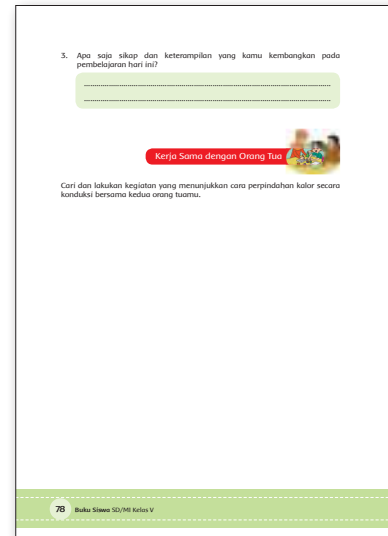 3. Apa saja sikap dan keterampilan yang kamu kembangkan pada
pembelajaran hari ini?
Kerja Sama dengan Orang Tua
Cari dan lakukan kegiatan yang menunjukkan cara perpindahan kalor secara
konduksi bersama kedua orang tuamu.
78 Buku Siswa SD/MI Kelas V